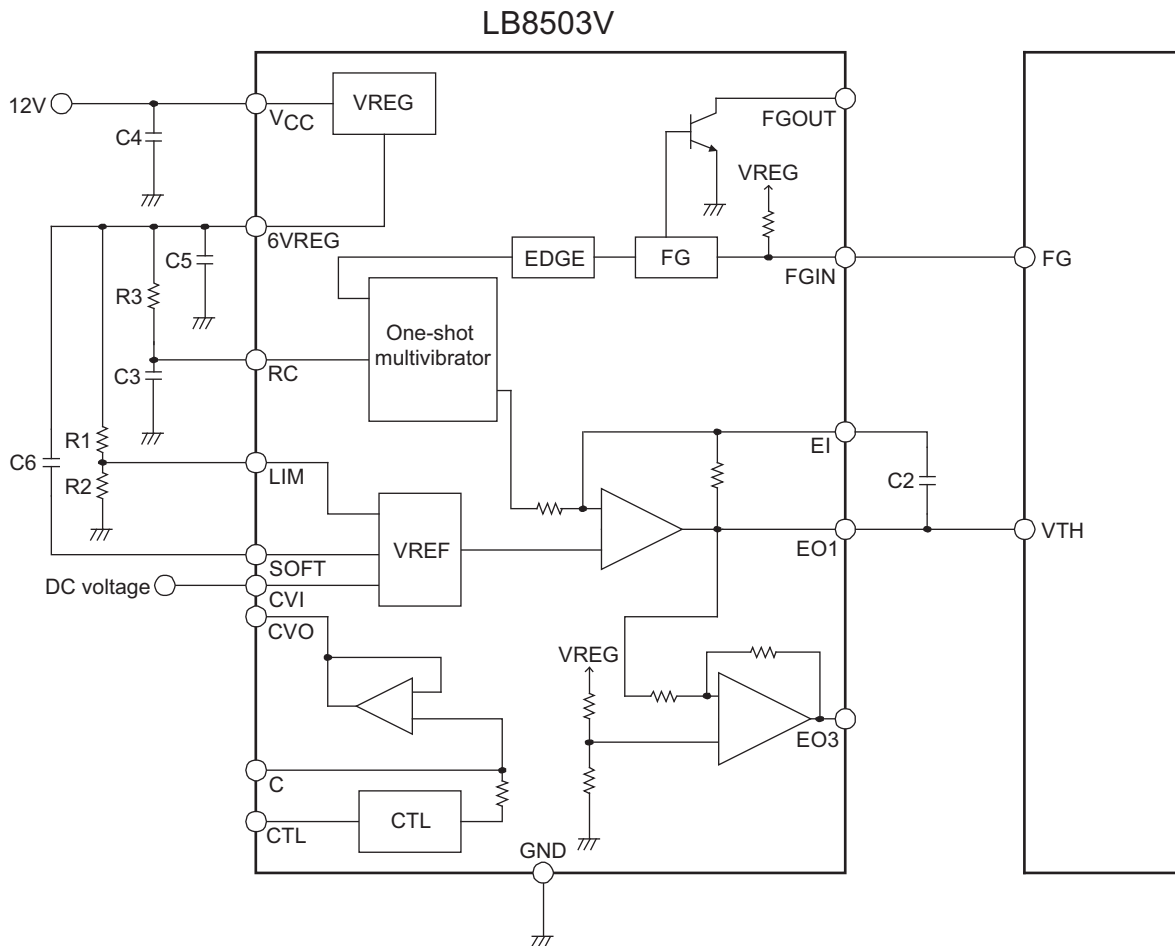 LB8503V
12V
VCC
VREG
C4
FGOUT
VREG
6VREG
C5
R3
EDGE
FG
FGIN
FG
One-shot
multivibrator
RC
C3
R1
C6
R2
LIM
EI
C2
VREF
EO1
VTH
SOFT
DC voltage
CVI
CVO
VREG
EO3
C
CTL
CTL
GND